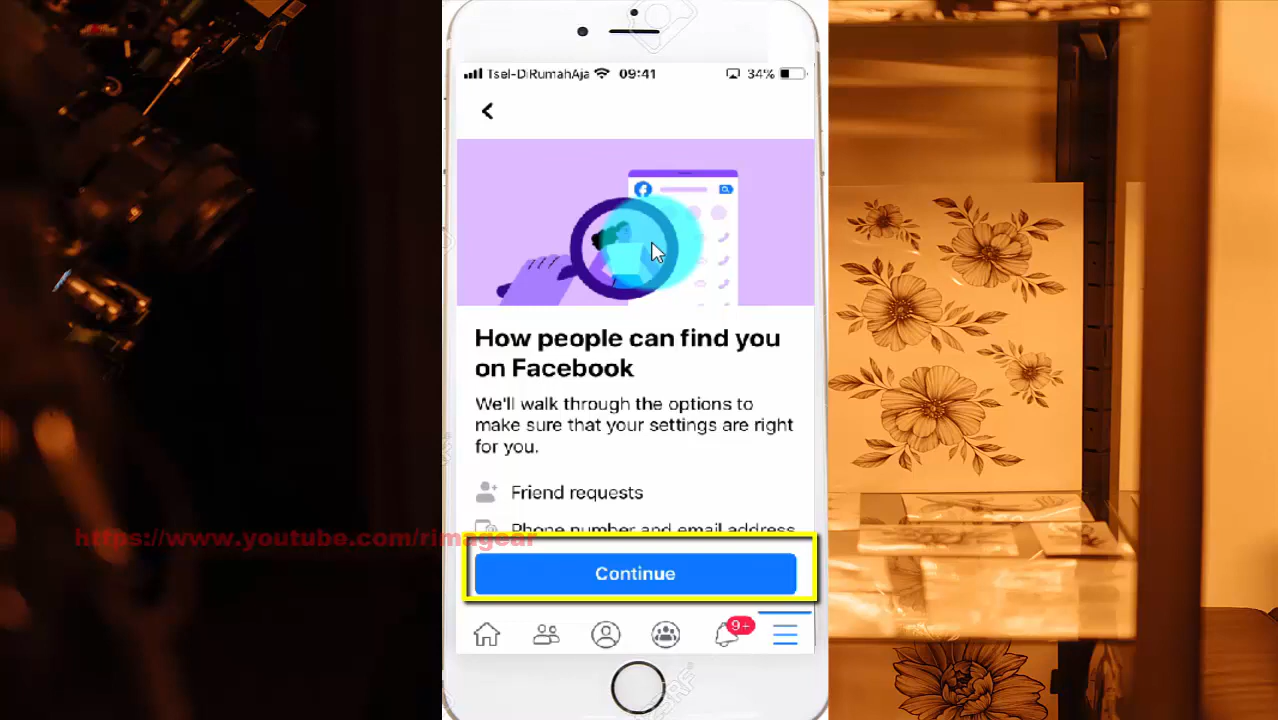 Tsel-DiRumahAja 09:41 34%
How people can find you
on Facebook
We'll walk through the options to
make sure that your settings are right
for you.
Friend requests
Phone number and email address
https://www.youtube.com/rimagear
Continue
9+